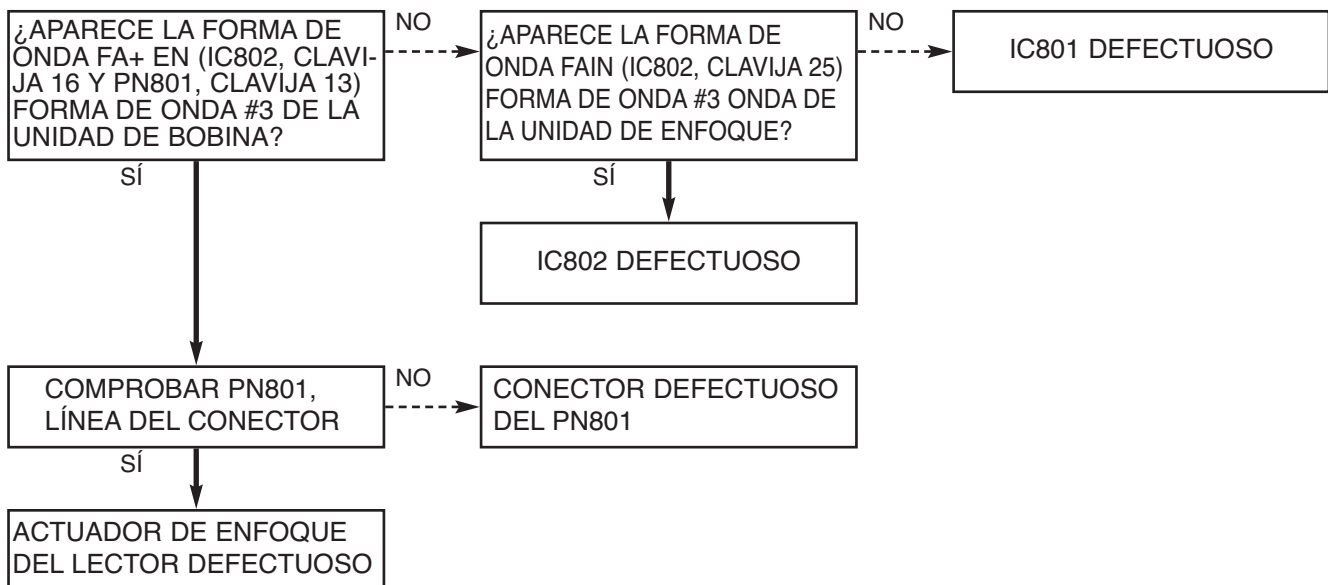 ¿APARECE LA FORMA DE
ONDA FA+ EN (IC802, CLAVI-
JA 16 Y PN801, CLAVIJA 13)
FORMA DE ONDA #3 DE LA
UNIDAD DE BOBINA?
NO
¿APARECE LA FORMA DE
ONDA FAIN (IC802, CLAVIJA 25)
FORMA DE ONDA #3 ONDA DE
LA UNIDAD DE ENFOQUE?
NO
IC801 DEFECTUOSO
SÍ
SÍ
IC802 DEFECTUOSO
COMPROBAR PN801,
LÍNEA DEL CONECTOR
NO
CONECTOR DEFECTUOSO
DEL PN801
SÍ
ACTUADOR DE ENFOQUE
DEL LECTOR DEFECTUOSO